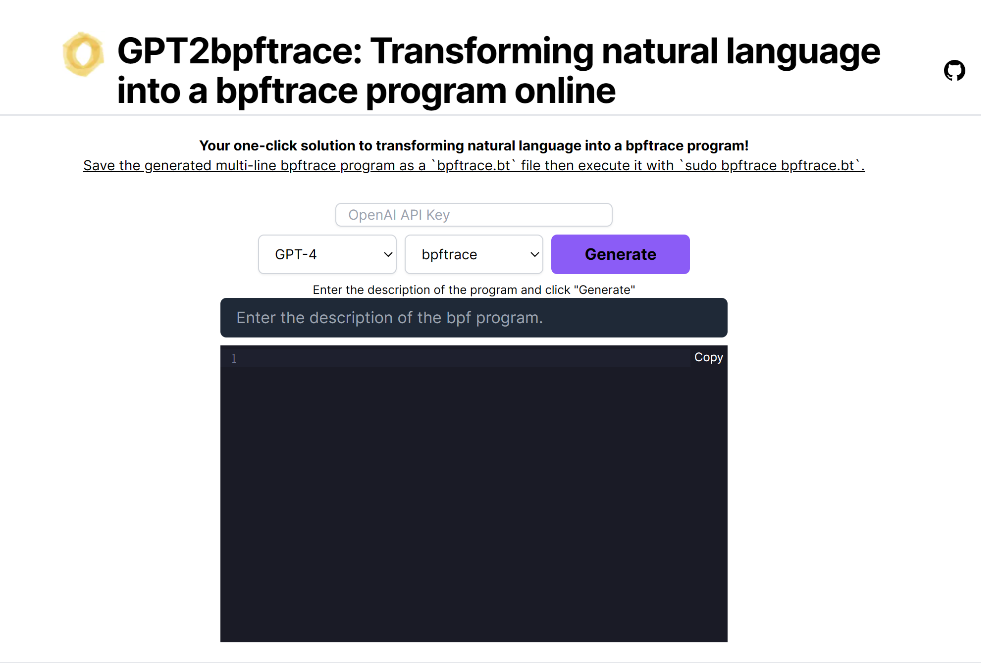 GPT2bpftrace: Transforming natural language
into a bpftrace program online
Your one-click solution to transforming natural language into a bpftrace program!
Save the generated multi-line bpftrace program as a `bpftrace.bt` file then execute it with `sudo bpftrace bpftrace.bt`.
OpenAI API Key
GPT-4 bpftrace Generate
Enter the description of the program and click "Generate"
Enter the description of the bpf program.
1 Copy